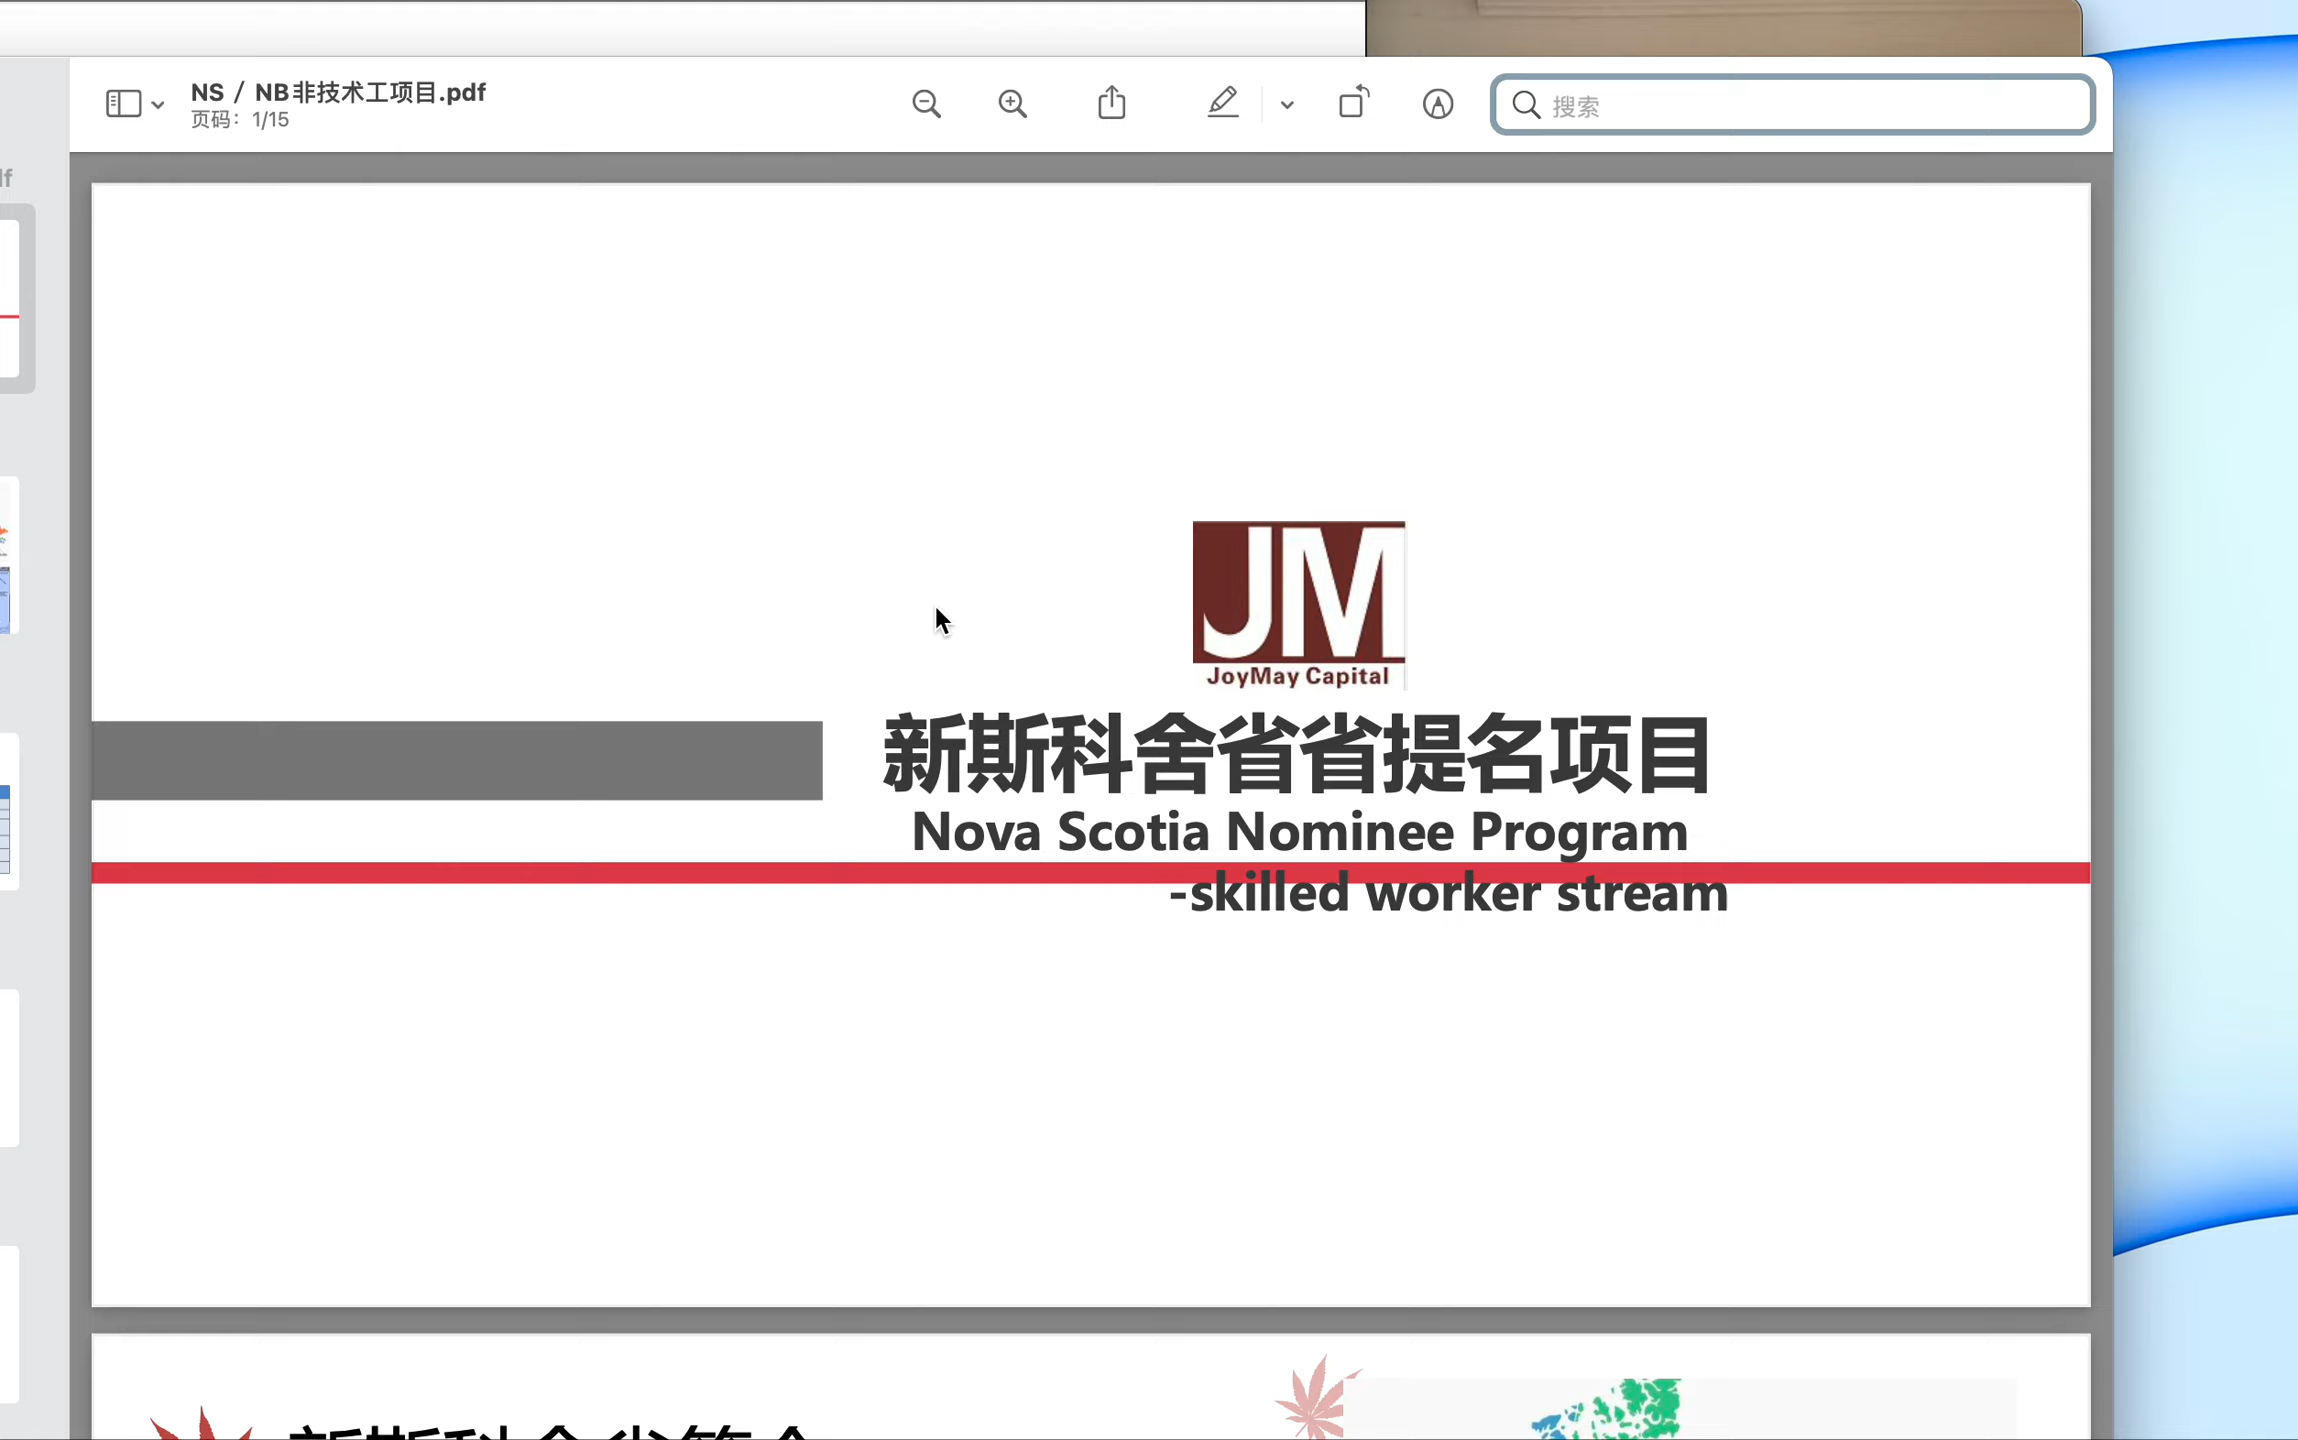 NS / NB非技术工项目.pdf
页码：1/15
搜索
JM
JoyMay Capital
新斯科舍省省提名项目
Nova Scotia Nominee Program
-skilled worker stream